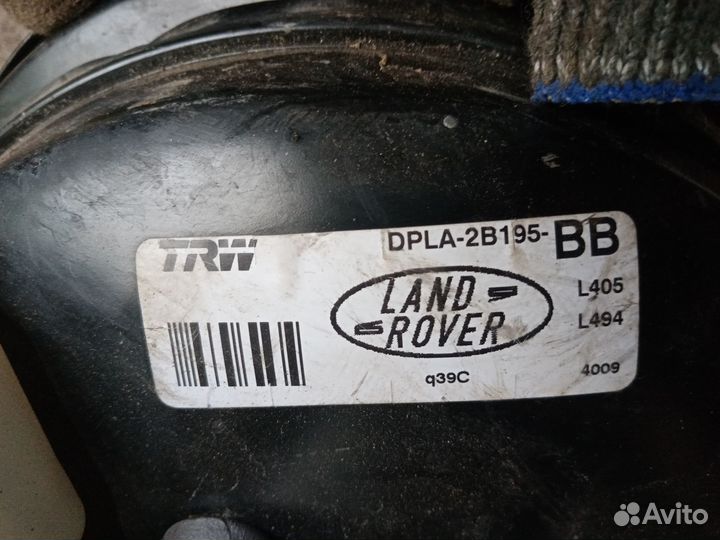 TRW
DPLA-2B195-BB
LAND
ROVER
L405
L494
q39C
4009
Avito